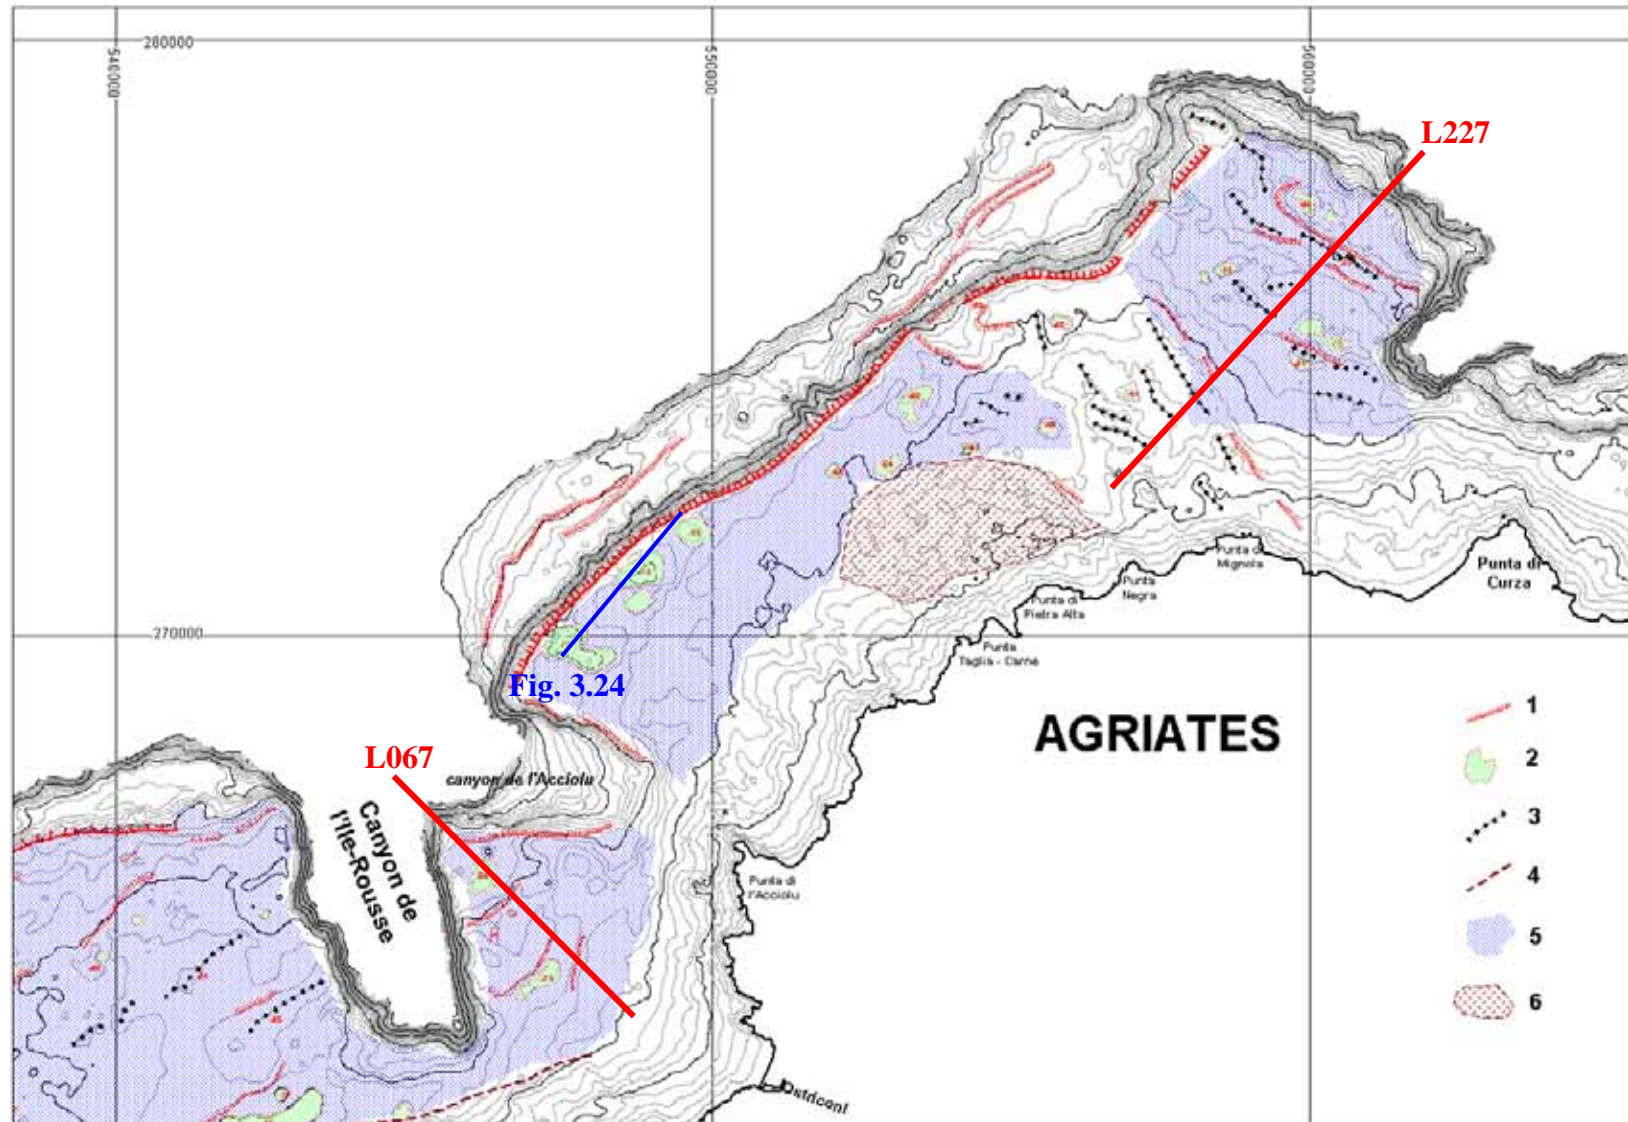 280000
540000
550000
560000
L227
270000
Fig. 3.24
L067
canyon de l'Acciolu
Canyon de
l'Ile-Rousse
Punta di
Mignola
Punta
Negra
Punta di
Pietra Alta
Punta
Taglia - Carne
Punta di
Curza
AGRIATES
Punta di
l'Acciolu
Ostriconi
1
2
3
4
5
6